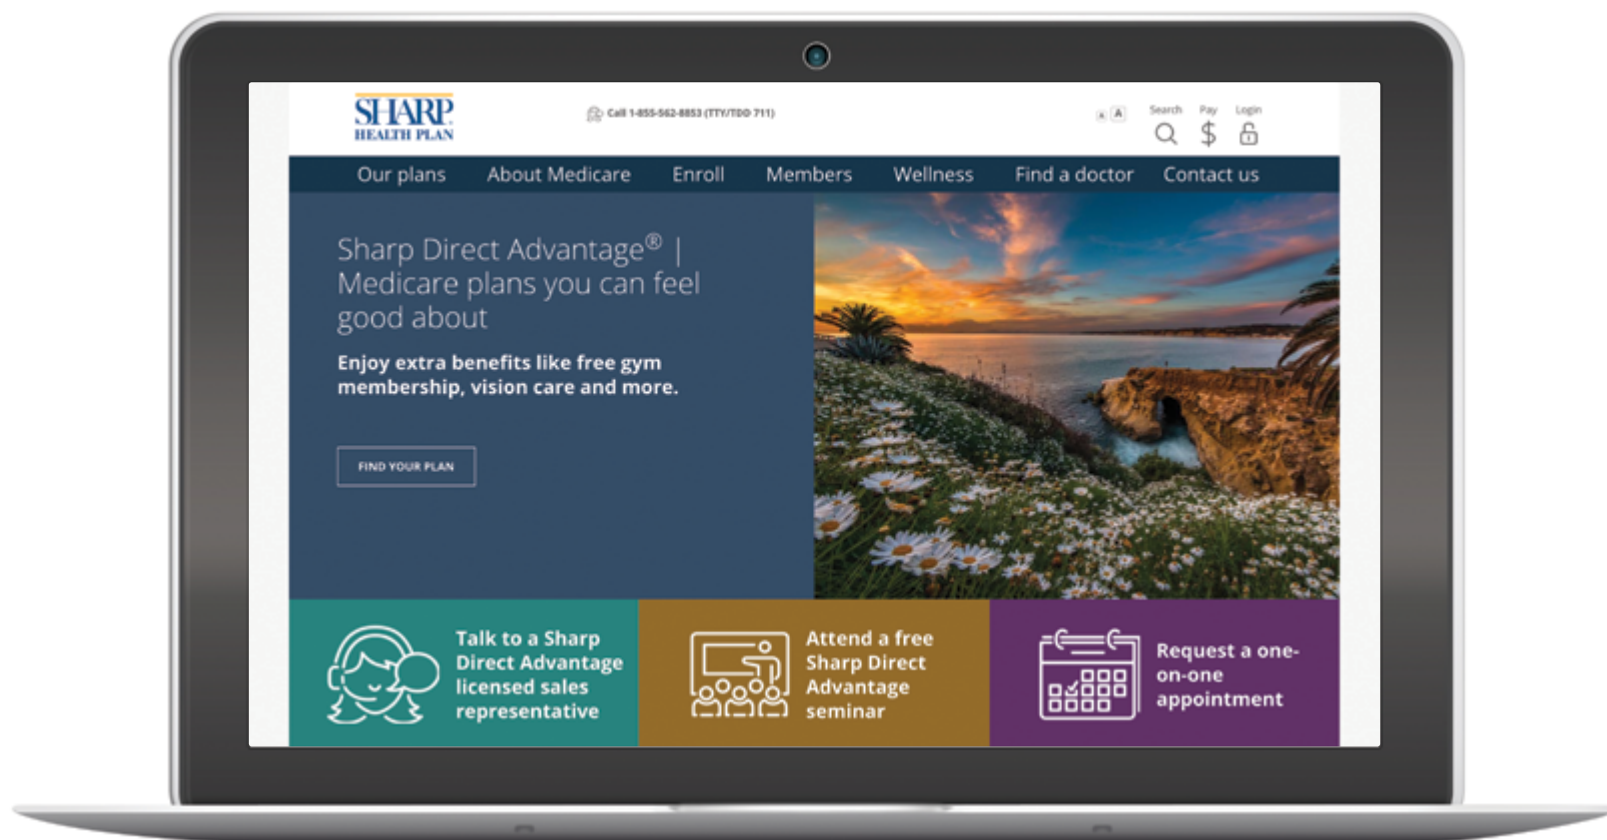 SHARP
HEALTH PLAN
Call 1-855-562-8853 (TTY/TDD 711)
A A
Search Pay Login
$
Our plans About Medicare Enroll Members Wellness Find a doctor Contact us
Sharp Direct Advantage® |
Medicare plans you can feel
good about
Enjoy extra benefits like free gym
membership, vision care and more.
FIND YOUR PLAN
Talk to a Sharp
Direct Advantage
licensed sales
representative
Attend a free
Sharp Direct
Advantage
seminar
Request a one-
on-one
appointment